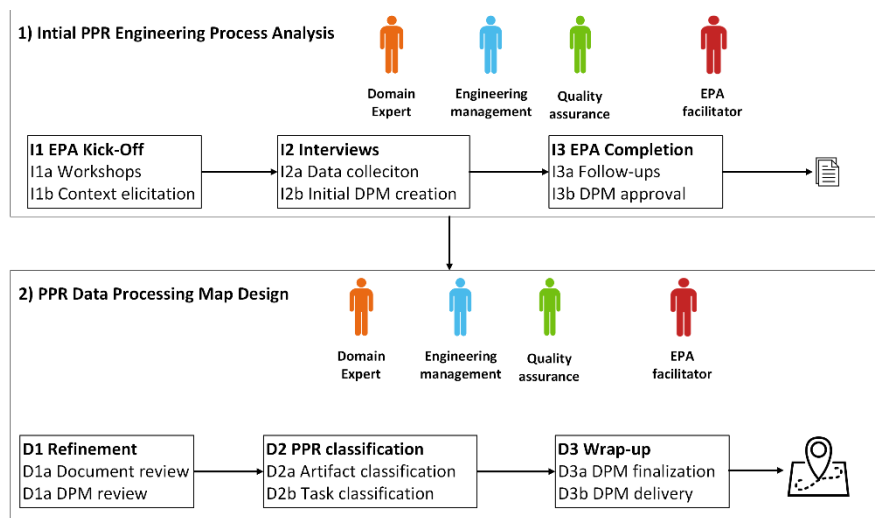 1) Intial PPR Engineering Process Analysis
Domain
Expert
Engineering
management
Quality
assurance
EPA
facilitator
I1 EPA Kick-Off
I1a Workshops
I1b Context elicitation
I2 Interviews
I2a Data colleciton
I2b Initial DPM creation
I3 EPA Completion
I3a Follow-ups
I3b DPM approval
2) PPR Data Processing Map Design
Domain
Expert
Engineering
management
Quality
assurance
EPA
facilitator
D1 Refinement
D1a Document review
D1a DPM review
D2 PPR classification
D2a Artifact classification
D2b Task classification
D3 Wrap-up
D3a DPM finalization
D3b DPM delivery